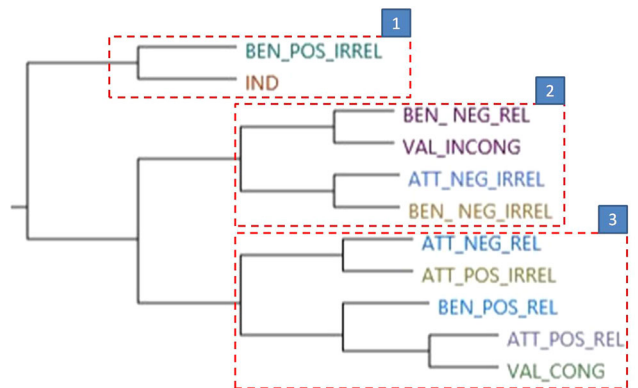 1
BEN_POS_IRREL
IND
2
BEN_ NEG_REL
VAL_INCONG
ATT_NEG_IRREL
BEN_ NEG_IRREL
3
ATT_NEG_REL
ATT_POS_IRREL
BEN_POS_REL
ATT_POS_REL
VAL_CONG